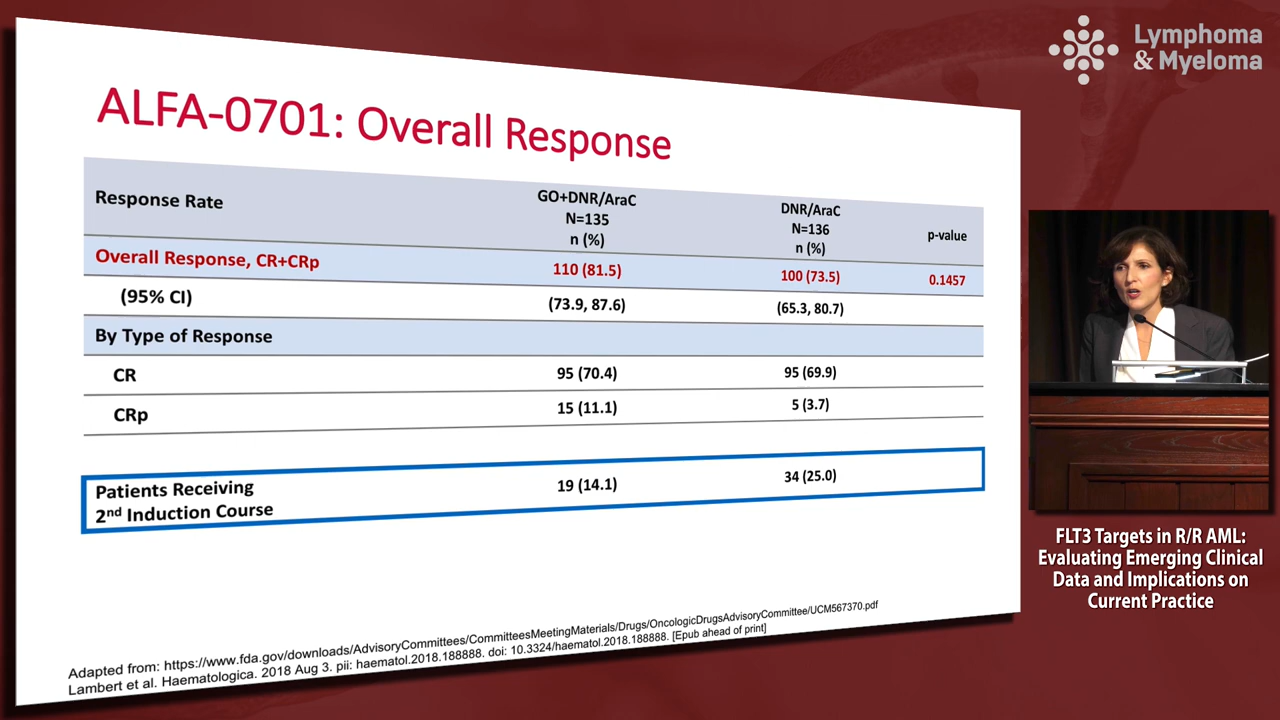 Lymphoma
& Myeloma
ALFA-0701: Overall Response
Response Rate
GO+DNR/AraC
N=135
n (%)
DNR/AraC
N=136
n (%)
p-value
Overall Response, CR+CRp 110 (81.5) 100 (73.5) 0.1457
(95% CI) (73.9, 87.6) (65.3, 80.7)
By Type of Response
CR 95 (70.4) 95 (69.9)
CRp 15 (11.1) 5 (3.7)
Patients Receiving
2nd Induction Course
19 (14.1) 34 (25.0)
Adapted from: https://www.fda.gov/downloads/AdvisoryCommittees/CommitteesMeetingMaterials/Drugs/OncologicDrugsAdvisoryCommittee/UCM567370.pdf
Lambert et al. Haematologica. 2018 Aug 3. pii: haematol.2018.188888. doi: 10.3324/haematol.2018.188888. [Epub ahead of print]
FLT3 Targets in R/R AML:
Evaluating Emerging Clinical
Data and Implications on
Current Practice